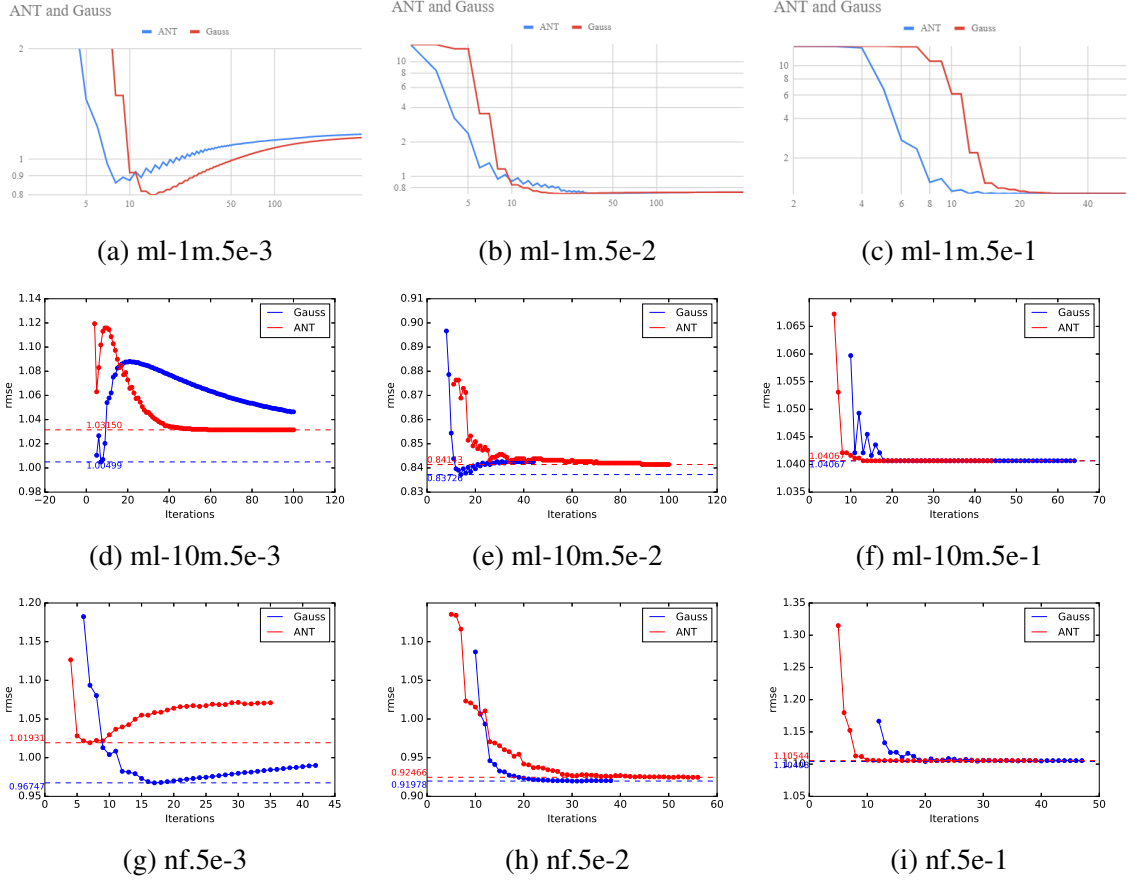 ANT and Gauss ANT and Gauss ANT and Gauss
ANT Gauss ANT Gauss ANT Gauss
2 1 0.9 0.8 5 10 50 100
10 8 6 4 2 1 0.8 5 10 50 100
10 8 6 4 2 2 4 6 8 10 20 40
(a) ml-1m.5e-3 (b) ml-1m.5e-2 (c) ml-1m.5e-1
1.14 1.12 1.10 1.08 1.06 1.04 1.02 1.00 0.98
rmse
Gauss
ANT
1.03150
1.00499
−20 0 20 40 60 80 100 120
Iterations
0.91 0.90 0.89 0.88 0.87 0.86 0.85 0.84 0.83
rmse
Gauss
ANT
0.83726
0 20 40 60 80 100 120
Iterations
1.065 1.060 1.055 1.050 1.045 1.040 1.035
rmse
Gauss
ANT
1.04067
1.04067
0 10 20 30 40 50 60 70
Iterations
(d) ml-10m.5e-3 (e) ml-10m.5e-2 (f) ml-10m.5e-1
1.20 1.15 1.10 1.05 1.00 0.95
rmse
Gauss
ANT
1.01931
0.96747
0 5 10 15 20 25 30 35 40 45
Iterations
1.10 1.05 1.00 0.95 0.90
rmse
Gauss
ANT
0.92466
0.91978
0 10 20 30 40 50 60
Iterations
1.35 1.30 1.25 1.20 1.15 1.10 1.05
rmse
Gauss
ANT
1.10544
0 10 20 30 40 50
Iterations
(g) nf.5e-3 (h) nf.5e-2 (i) nf.5e-1